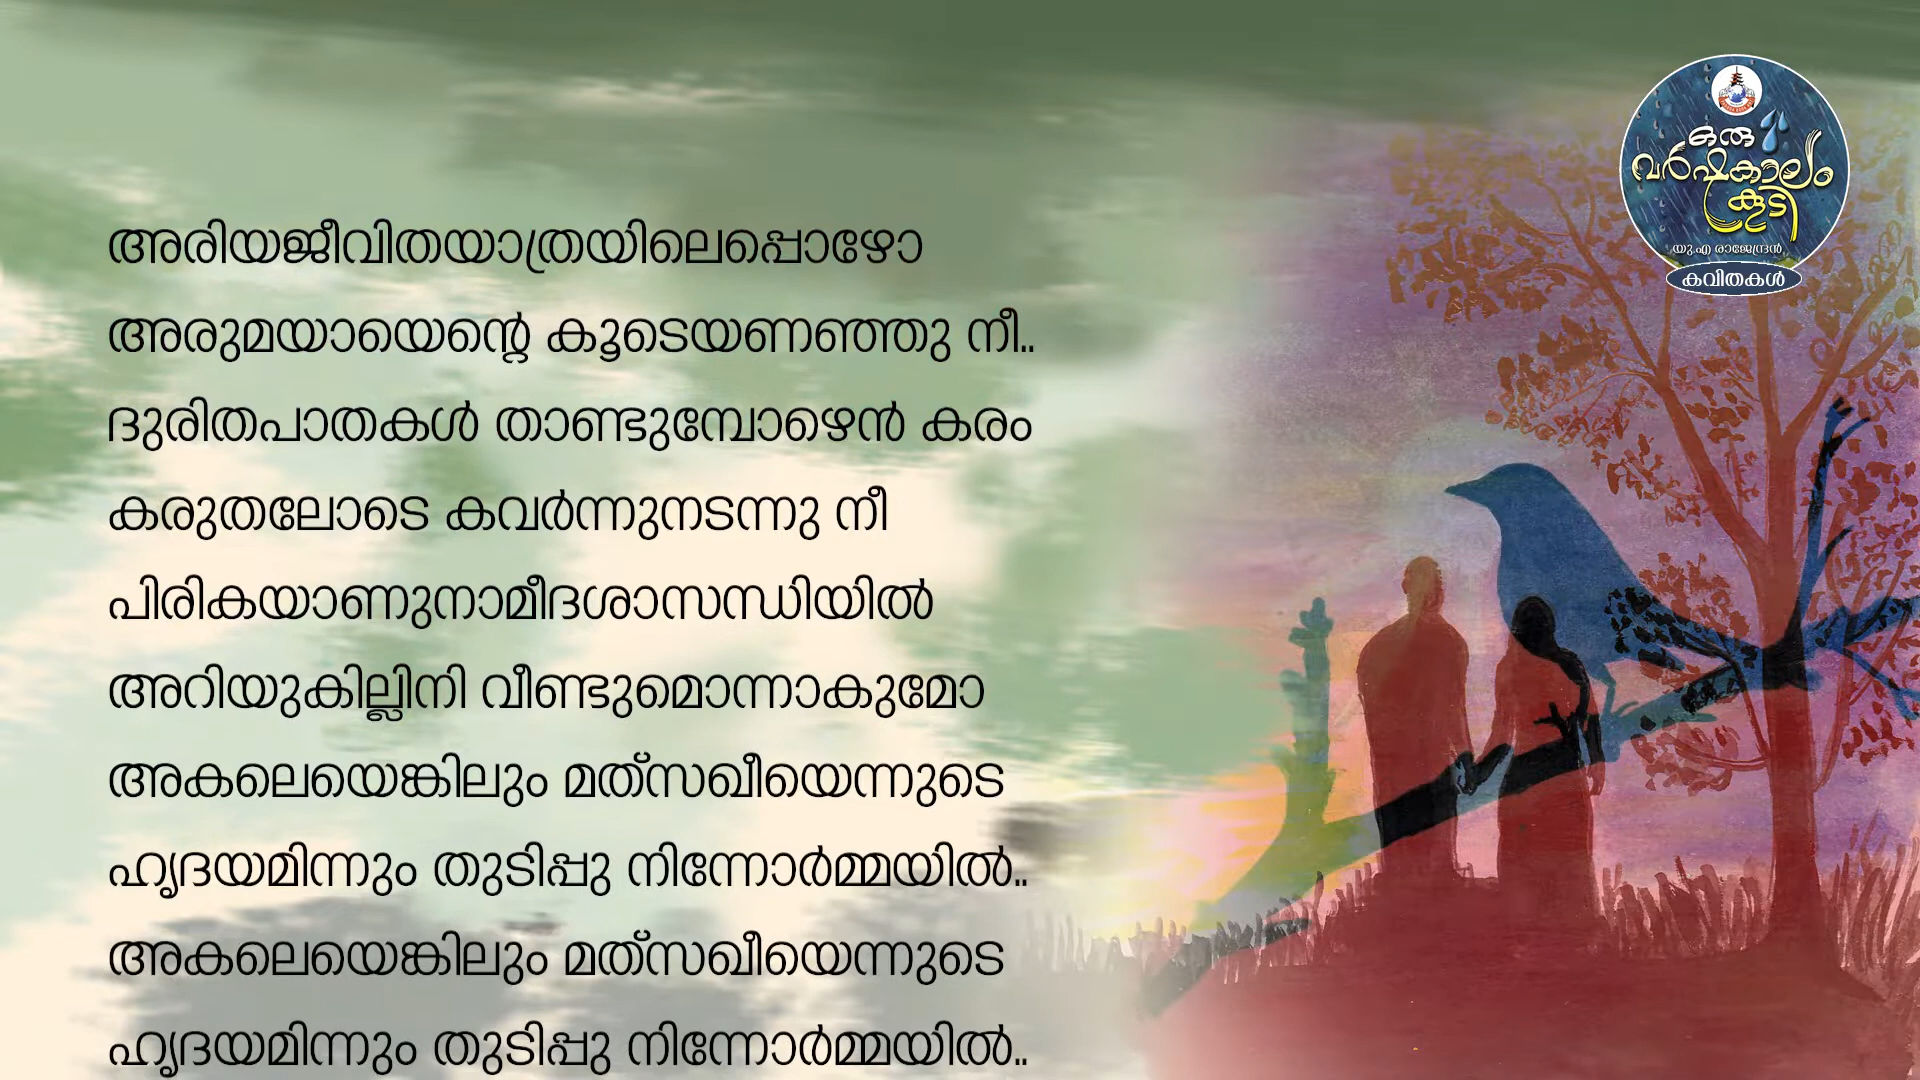 ഒരു
വർഷകാലം
കൂടി
യു.എ രാജേന്ദ്രൻ
കവിതകൾ
അരിയജീവിതയാത്രയിലെപ്പൊഴോ
അരുമയായെന്റെ കൂടെയണഞ്ഞു നീ..
ദുരിതപാതകൾ താണ്ടുമ്പോഴെൻ കരം
കരുതലോടെ കവർന്നുനടന്നു നീ
പിരികയാണുനാമീദശാസന്ധിയിൽ
അറിയുകില്ലിനി വീണ്ടുമൊന്നാകുമോ
അകലെയെങ്കിലും മത്സഖീയെന്നുടെ
ഹൃദയമിന്നും തുടിപ്പു നിന്നോർമ്മയിൽ..
അകലെയെങ്കിലും മത്സഖീയെന്നുടെ
ഹൃദയമിന്നും തുടിപ്പു നിന്നോർമ്മയിൽ..